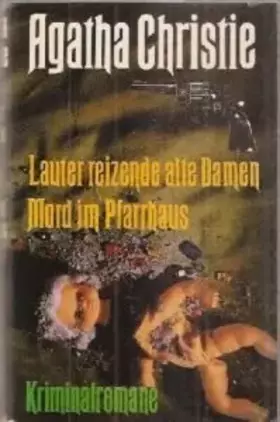 Agatha Christie
Lauter reizende alte Damen
Mord im Pfarrhaus
Kriminalromane